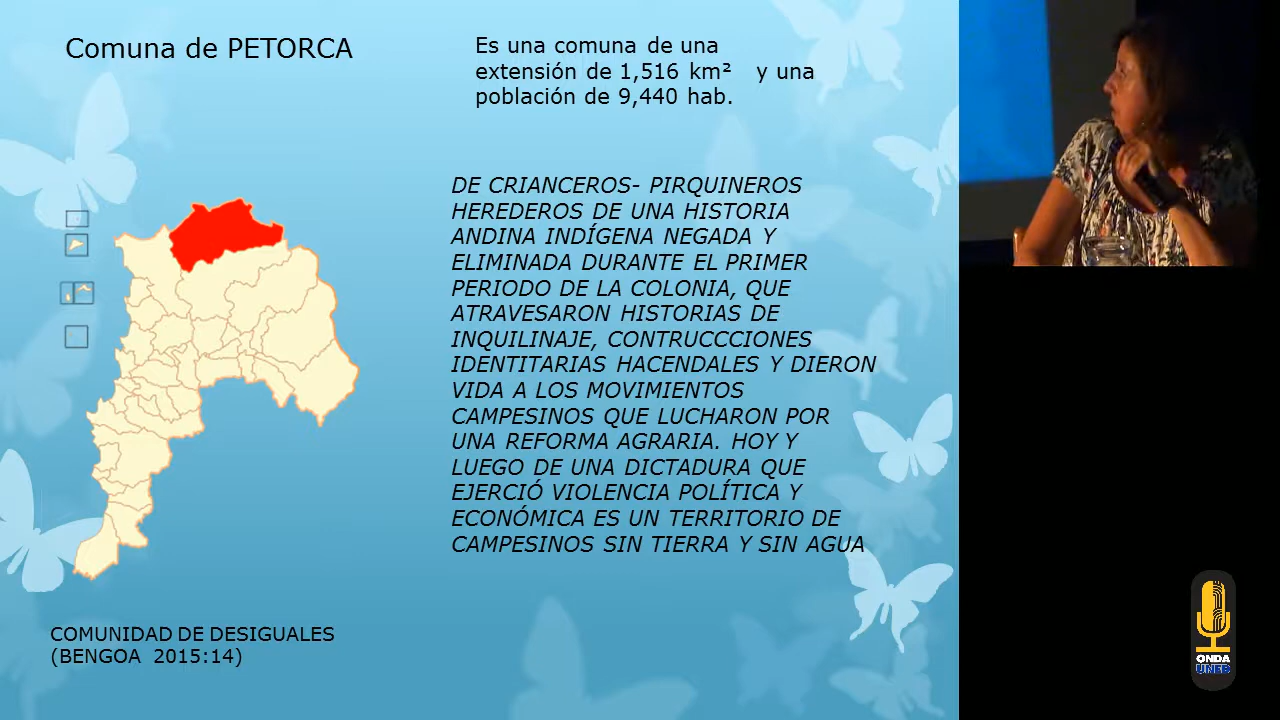 Comuna de PETORCA
Es una comuna de una
extensión de 1,516 km² y una
población de 9,440 hab.
DE CRIANCEROS- PIRQUINEROS
HEREDEROS DE UNA HISTORIA
ANDINA INDÍGENA NEGADA Y
ELIMINADA DURANTE EL PRIMER
PERIODO DE LA COLONIA, QUE
ATRAVESARON HISTORIAS DE
INQUILINAJE, CONTRUCCCIONES
IDENTITARIAS HACENDALES Y DIERON
VIDA A LOS MOVIMIENTOS
CAMPESINOS QUE LUCHARON POR
UNA REFORMA AGRARIA. HOY Y
LUEGO DE UNA DICTADURA QUE
EJERCIÓ VIOLENCIA POLÍTICA Y
ECONÓMICA ES UN TERRITORIO DE
CAMPESINOS SIN TIERRA Y SIN AGUA
COMUNIDAD DE DESIGUALES
(BENGOA 2015:14)
ONDA
UNEB